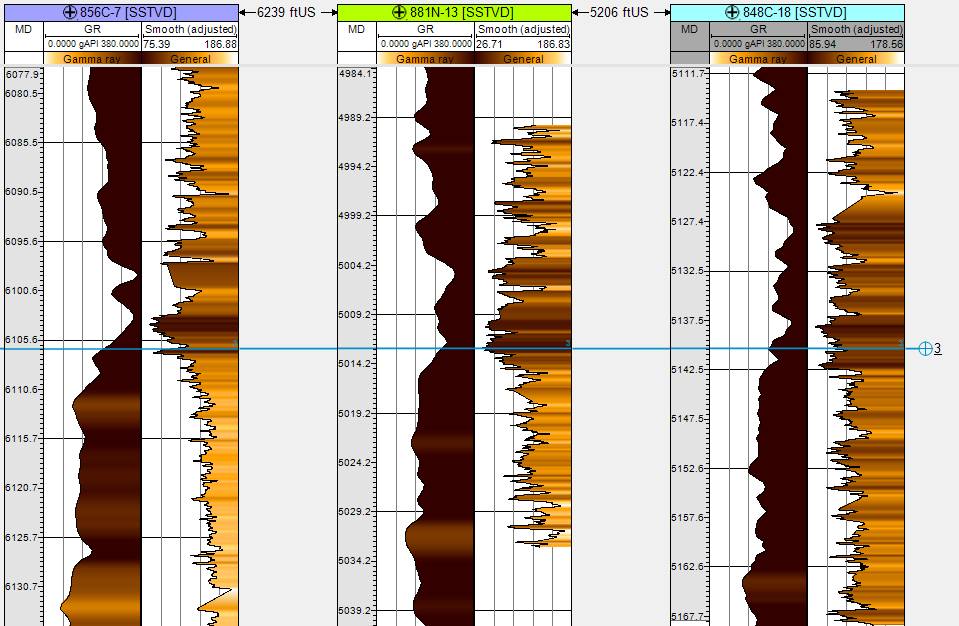 856C-7 [SSTVD] 6239 ftUS 881N-13 [SSTVD] 5206 ftUS 848C-18 [SSTVD]
MD GR Smooth (adjusted) MD GR Smooth (adjusted) MD GR Smooth (adjusted)
0.0000 gAPI 380.0000 75.39 186.88 0.0000 gAPI 380.0000 26.71 186.83 0.0000 gAPI 380.0000 85.94 178.56
Gamma ray General Gamma ray General Gamma ray General
6077.9 4984.1 5111.7
6080.5 4989.2 5117.4
6085.5 4994.2 5122.4
6090.5 4999.2 5127.4
6095.6 5004.2 5132.5
6100.6 5009.2 5137.5
6105.6 3 3 3 3
5014.2 5142.5
6110.6 5019.2 5147.5
6115.7 5024.2 5152.6
6120.7 5029.2 5157.6
6125.7 5034.2 5162.6
6130.7 5039.2 5167.7